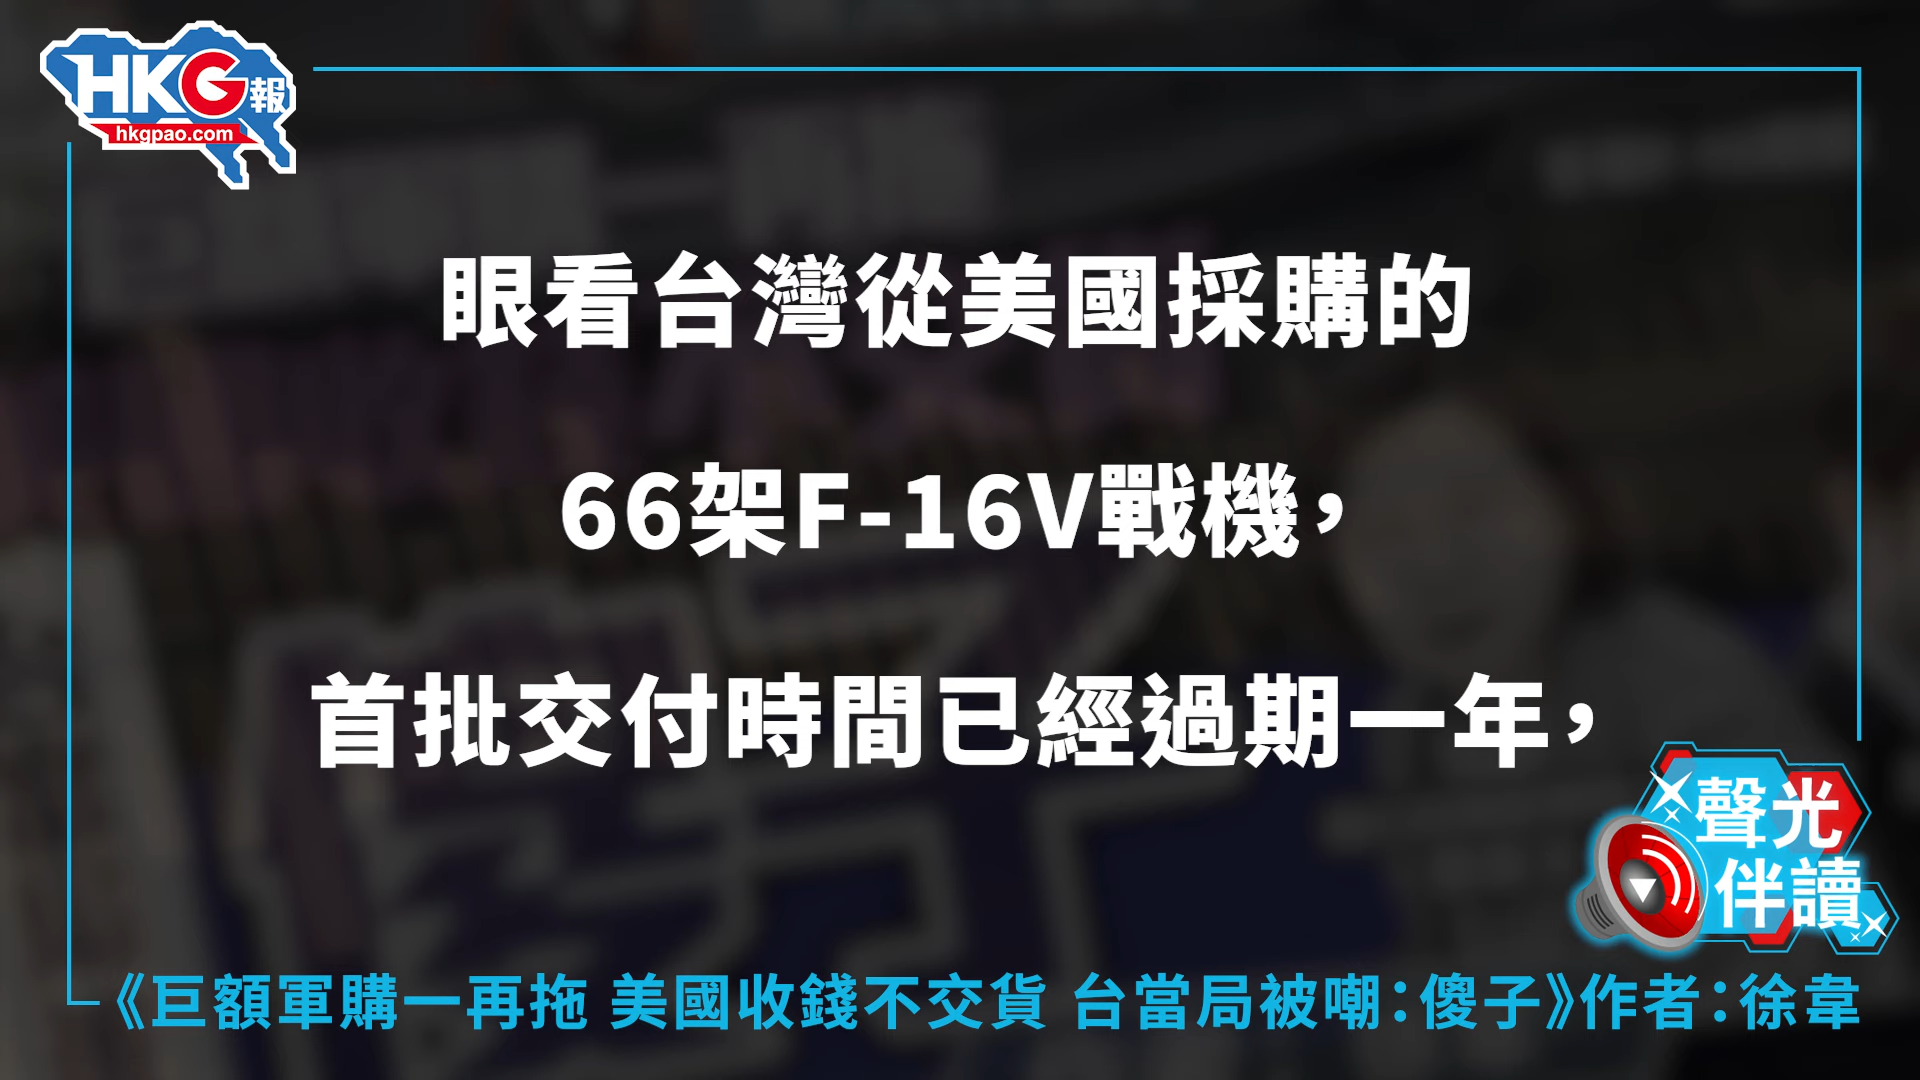 HKG報
hkgpao.com
眼看台灣從美國採購的
66架F-16V戰機，
首批交付時間已經過期一年，
聲光
伴讀
《巨額軍購一再拖 美國收錢不交貨 台當局被嘲：傻子》作者：徐韋